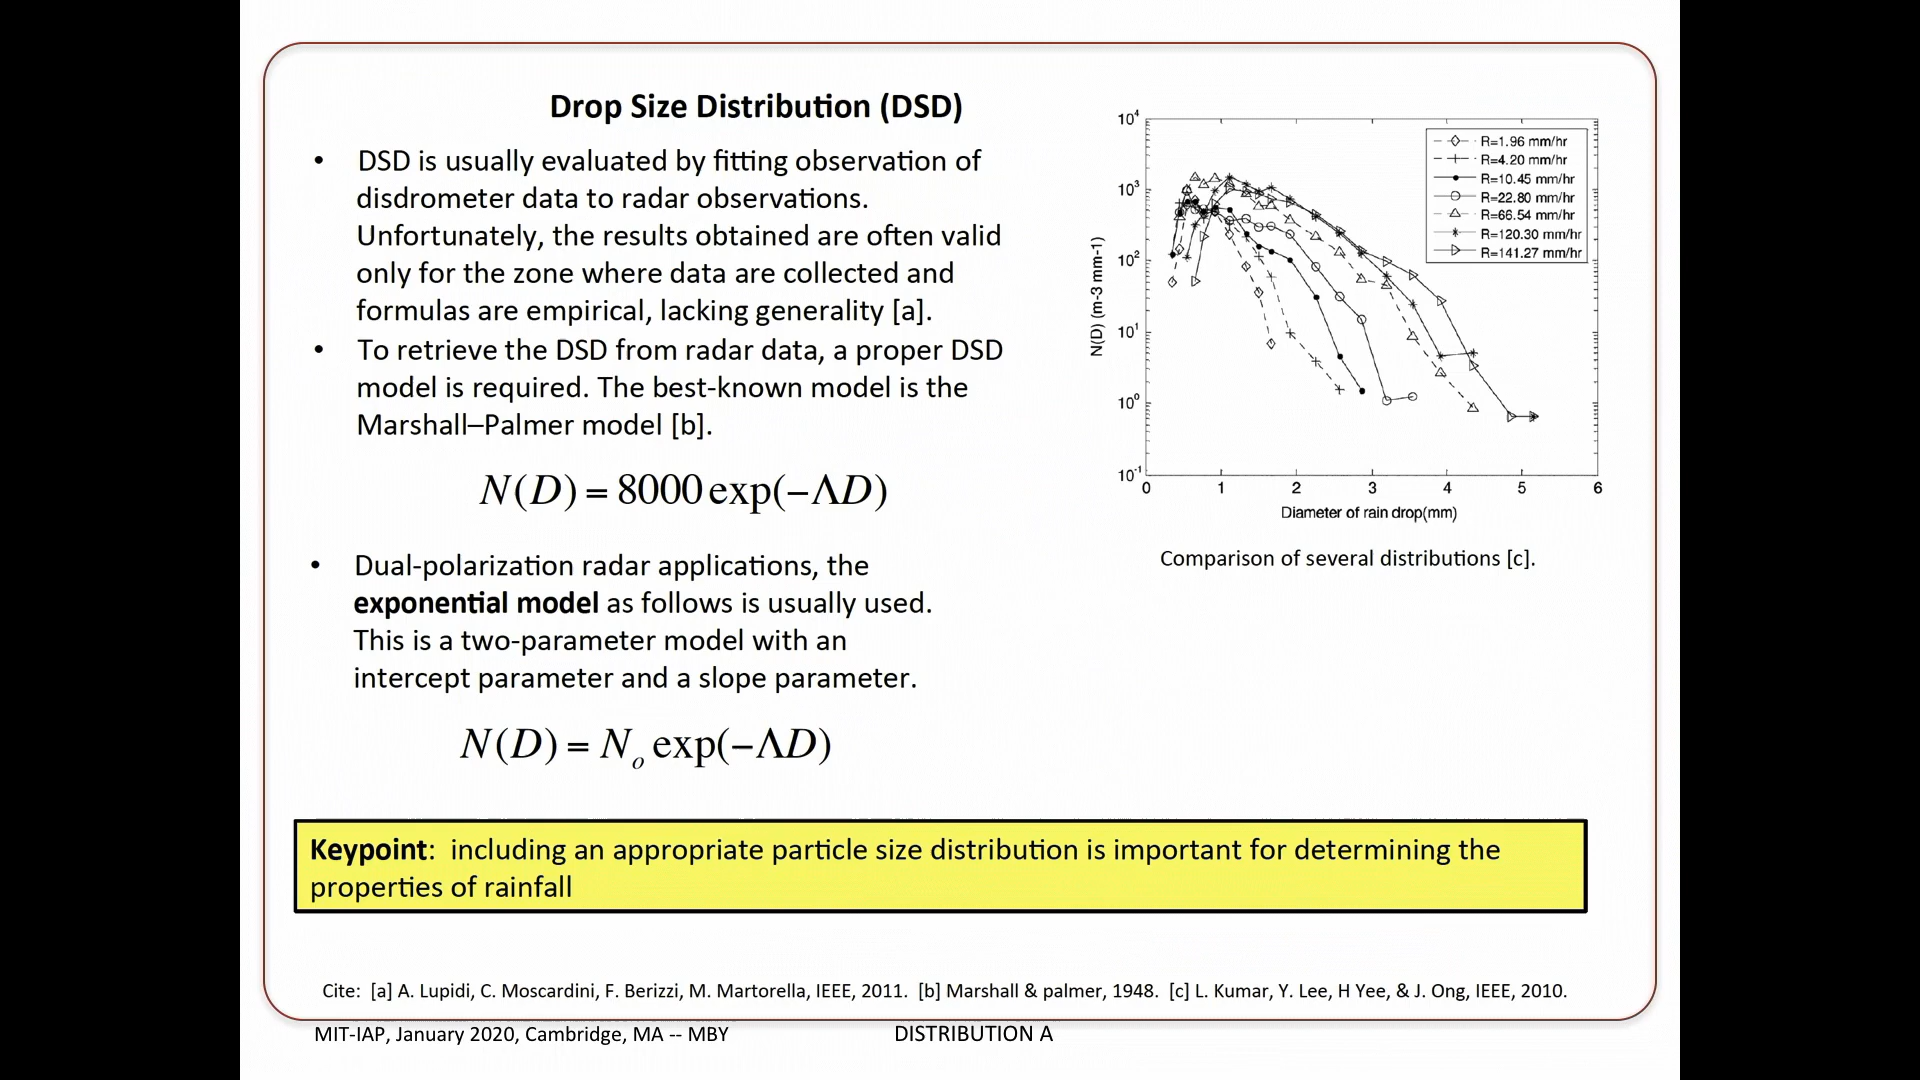 Drop Size Distribution (DSD)
• DSD is usually evaluated by fitting observation of
disdrometer data to radar observations.
Unfortunately, the results obtained are often valid
only for the zone where data are collected and
formulas are empirical, lacking generality [a].
• To retrieve the DSD from radar data, a proper DSD
model is required. The best-known model is the
Marshall–Palmer model [b].
N(D) = 8000 exp(−ΛD)
• Dual-polarization radar applications, the
exponential model as follows is usually used.
This is a two-parameter model with an
intercept parameter and a slope parameter.
N(D) = Nₒ exp(−ΛD)
10⁴
10³
10²
10¹
10⁰
10⁻¹
N(D) (m-3 mm-1)
R=1.96 mm/hr
R=4.20 mm/hr
R=10.45 mm/hr
R=22.80 mm/hr
R=66.54 mm/hr
R=120.30 mm/hr
R=141.27 mm/hr
0 1 2 3 4 5 6
Diameter of rain drop(mm)
Comparison of several distributions [c].
Keypoint: including an appropriate particle size distribution is important for determining the
properties of rainfall
Cite: [a] A. Lupidi, C. Moscardini, F. Berizzi, M. Martorella, IEEE, 2011. [b] Marshall & palmer, 1948. [c] L. Kumar, Y. Lee, H Yee, & J. Ong, IEEE, 2010.
MIT-IAP, January 2020, Cambridge, MA -- MBY DISTRIBUTION A